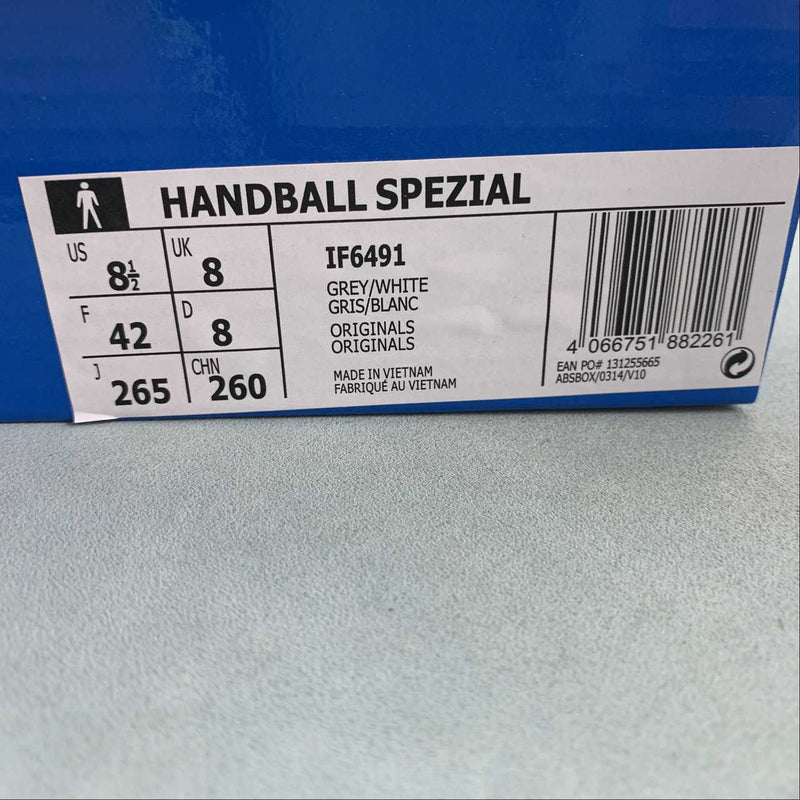 HANDBALL SPEZIAL
US 8½ UK 8
F 42 D 8
J 265 CHN 260
IF6491
GREY/WHITE
GRIS/BLANC
ORIGINALS
ORIGINALS
MADE IN VIETNAM
FABRIQUÉ AU VIETNAM
4 066751 882261
EAN PO# 131255665
ABSBOX/0314/V10